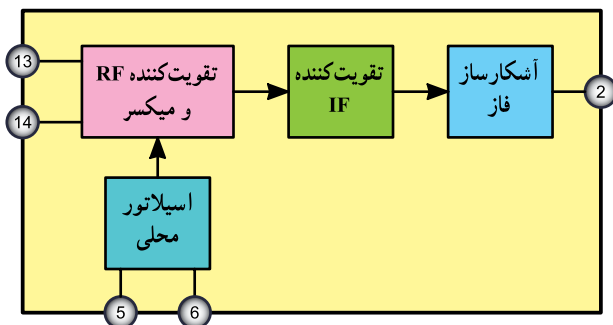 13
14
تقویت‌کننده RF
و میکسر
تقویت‌کننده
IF
آشکارساز
فاز
2
اسیلاتور
محلی
5
6